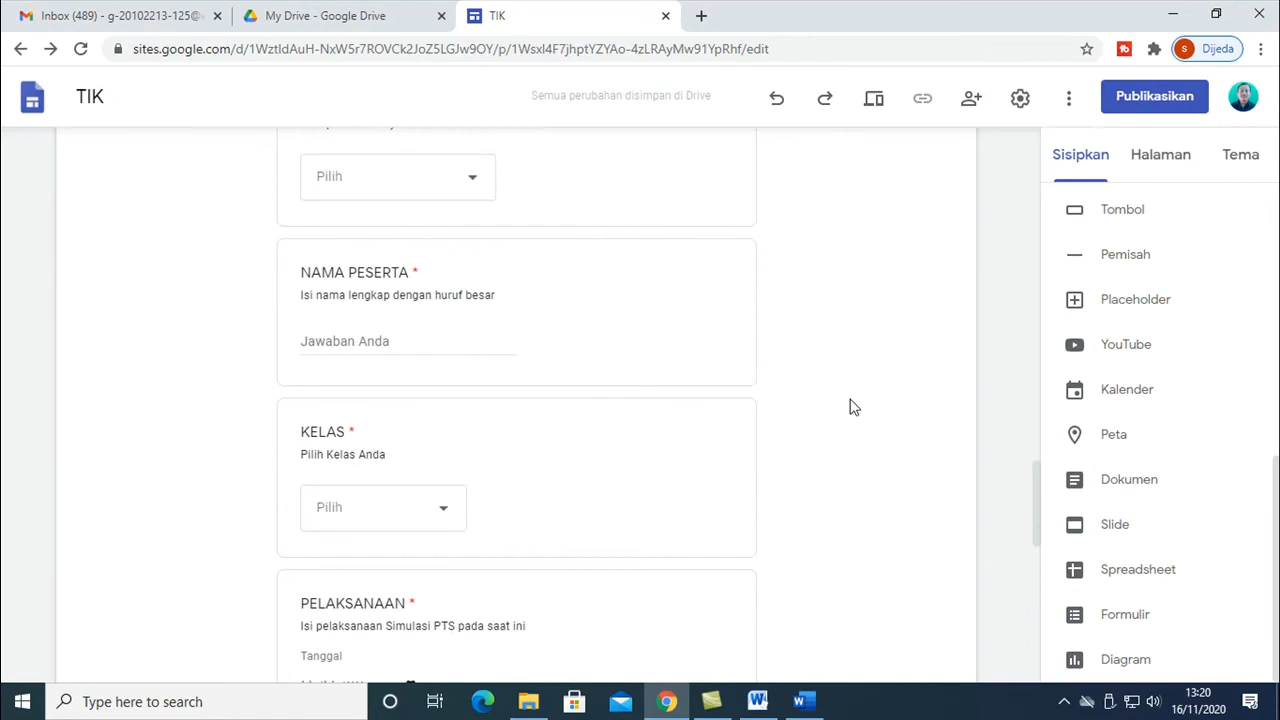 Inbox (489) - g-20102213-125@
My Drive - Google Drive
TIK
sites.google.com/d/1WztIdAuH-NxW5r7ROVCk2JoZ5LGJw9OY/p/1Wsxl4F7jhptYZYAo-4zLRAyMw91YpRhf/edit
S
Dijeda
TIK
Semua perubahan disimpan di Drive
Publikasikan
Sisipkan
Halaman
Tema
Pilih
Tombol
Pemisah
NAMA PESERTA *
Isi nama lengkap dengan huruf besar
Placeholder
Jawaban Anda
YouTube
Kalender
KELAS *
Peta
Pilih Kelas Anda
Dokumen
Pilih
Slide
Spreadsheet
PELAKSANAAN *
Formulir
Isi pelaksanaan Simulasi PTS pada saat ini
Tanggal
Diagram
Type here to search
13:20
16/11/2020